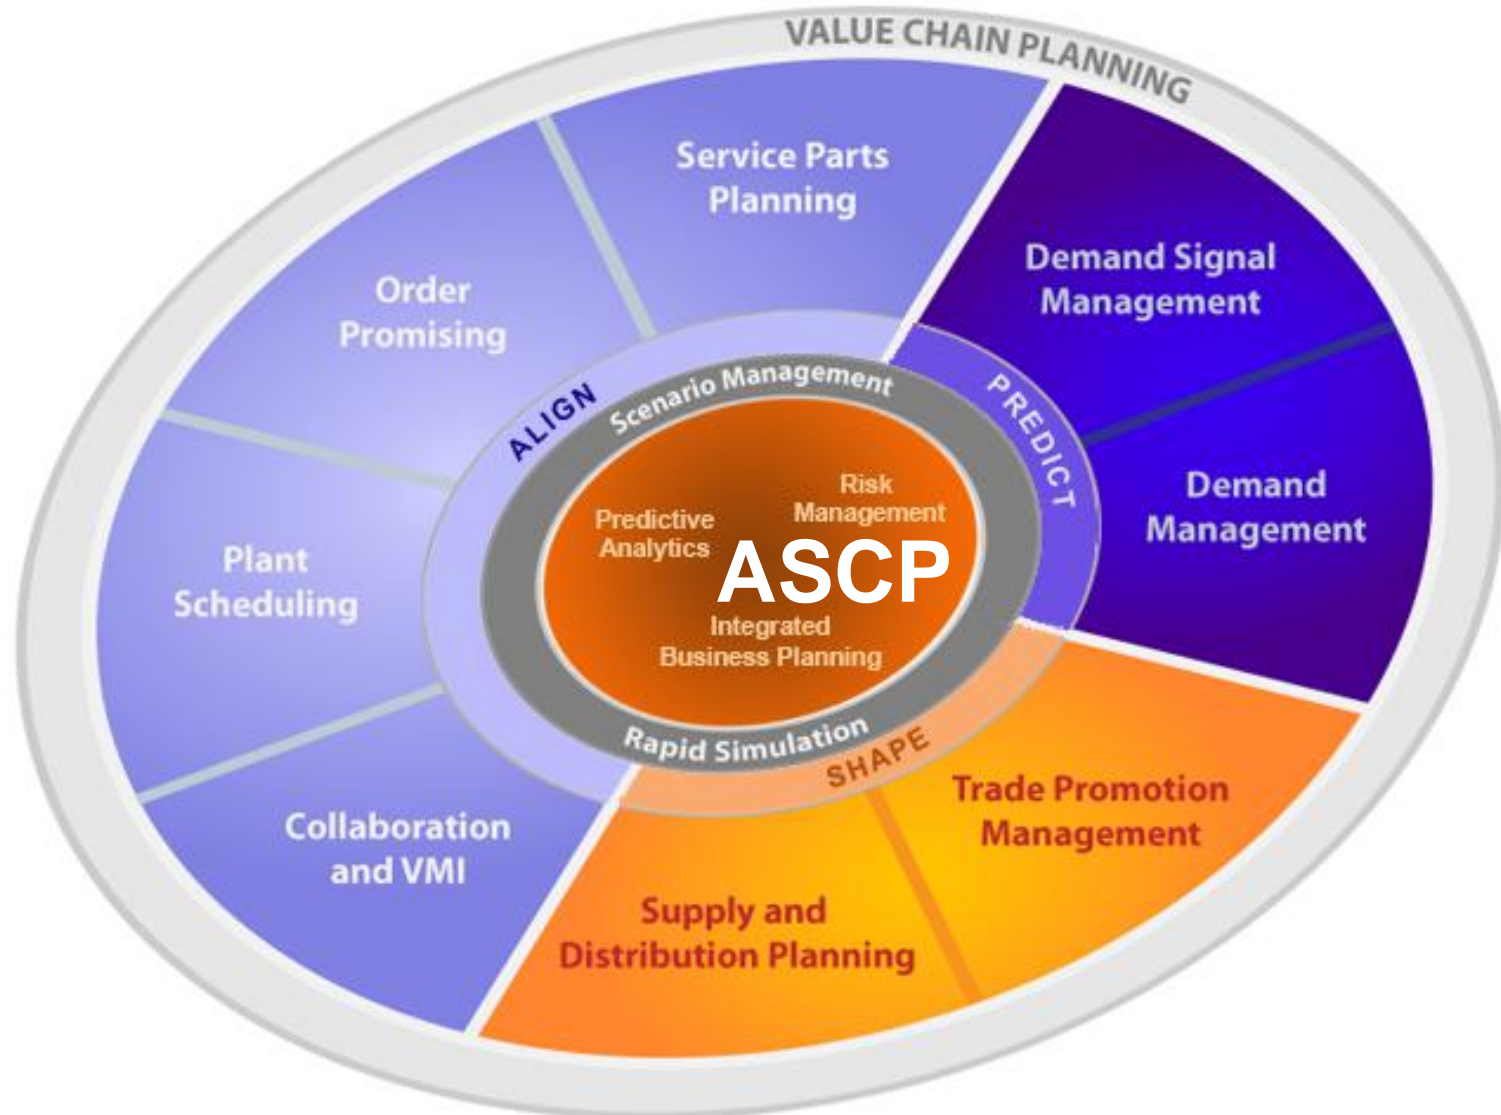 VALUE CHAIN PLANNING
Service Parts
Planning
Demand Signal
Management
Order
Promising
ALIGN
Scenario Management
PREDICT
Risk
Management
Predictive
Analytics
ASCP
Demand
Management
Plant
Scheduling
Integrated
Business Planning
Rapid Simulation
SHAPE
Trade Promotion
Management
Collaboration
and VMI
Supply and
Distribution Planning